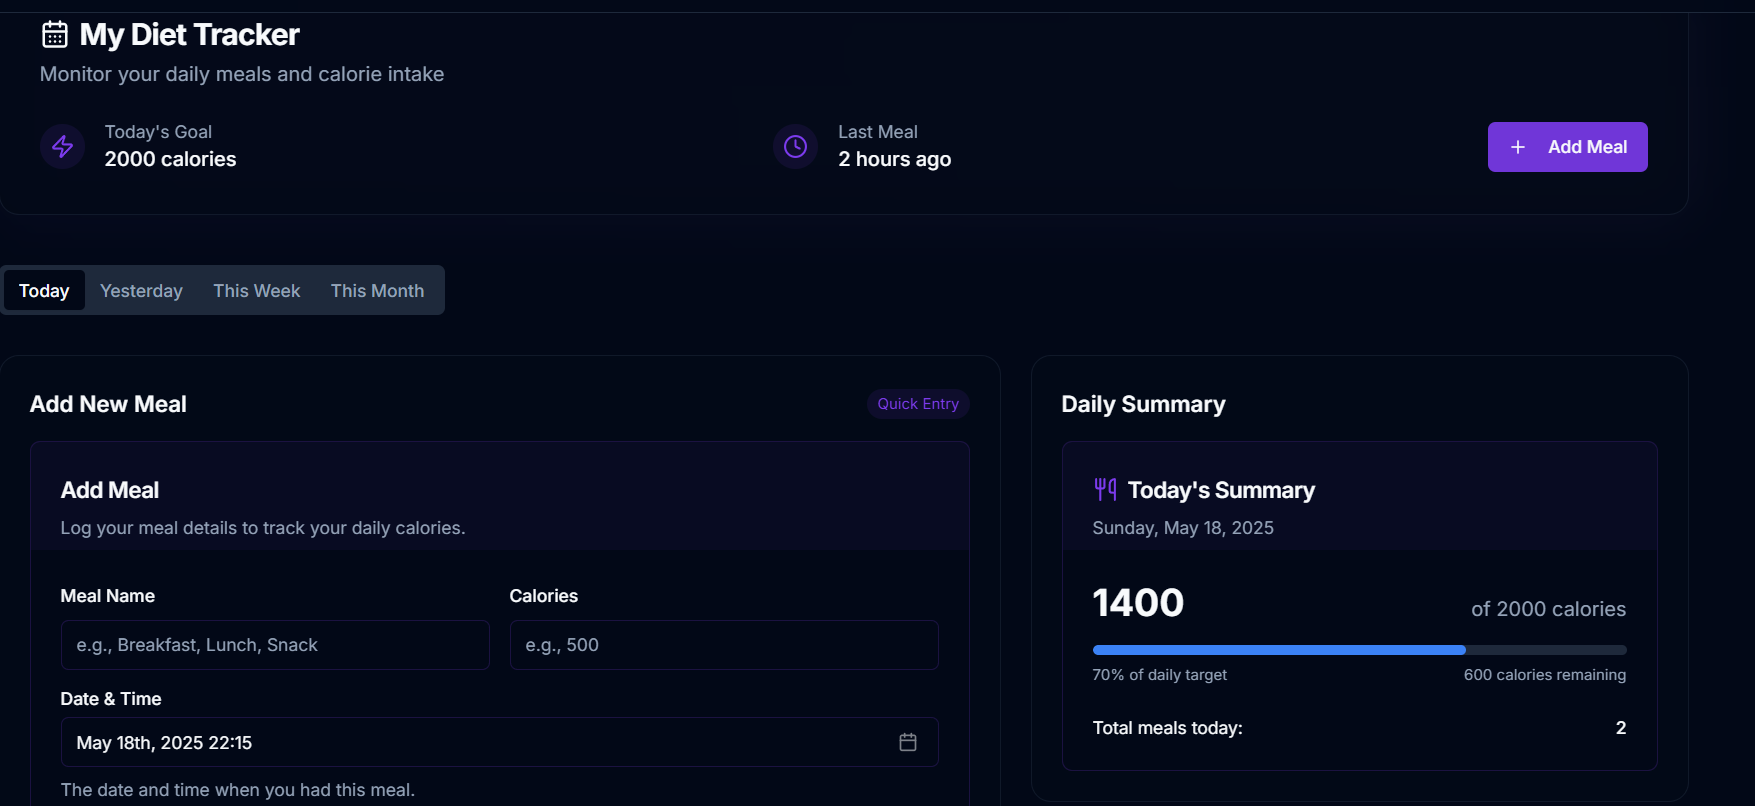 My Diet Tracker
Monitor your daily meals and calorie intake
Today's Goal
2000 calories
Last Meal
2 hours ago
Add Meal
Today
Yesterday
This Week
This Month
Add New Meal
Quick Entry
Add Meal
Log your meal details to track your daily calories.
Meal Name
e.g., Breakfast, Lunch, Snack
Calories
e.g., 500
Date & Time
May 18th, 2025 22:15
The date and time when you had this meal.
Daily Summary
Today's Summary
Sunday, May 18, 2025
1400
of 2000 calories
70% of daily target
600 calories remaining
Total meals today:
2